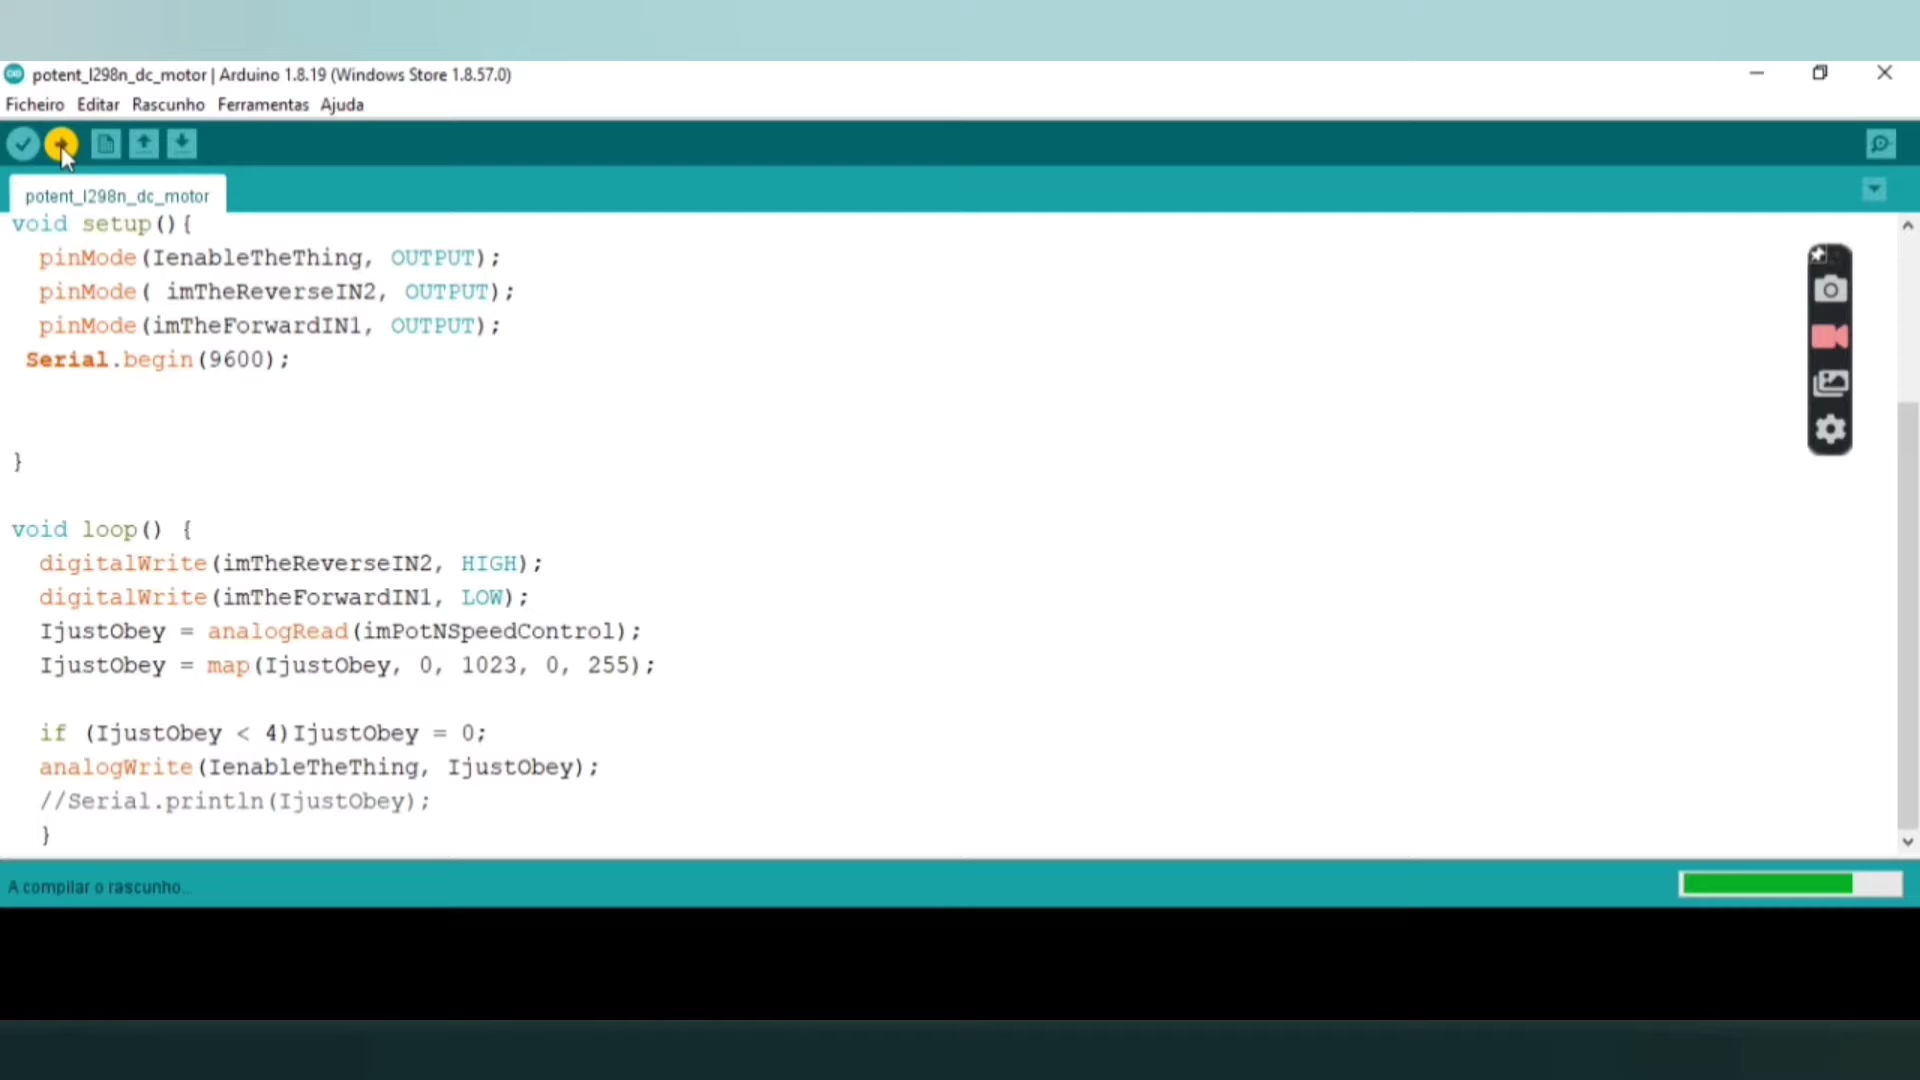 potent_l298n_dc_motor | Arduino 1.8.19 (Windows Store 1.8.57.0)
Ficheiro Editar Rascunho Ferramentas Ajuda
potent_l298n_dc_motor
void setup(){
  pinMode(IenableTheThing, OUTPUT);
  pinMode( imTheReverseIN2, OUTPUT);
  pinMode(imTheForwardIN1, OUTPUT);
 Serial.begin(9600);
}
void loop() {
  digitalWrite(imTheReverseIN2, HIGH);
  digitalWrite(imTheForwardIN1, LOW);
  IjustObey = analogRead(imPotNSpeedControl);
  IjustObey = map(IjustObey, 0, 1023, 0, 255);
  if (IjustObey < 4)IjustObey = 0;
  analogWrite(IenableTheThing, IjustObey);
  //Serial.println(IjustObey);
  }
A compilar o rascunho...